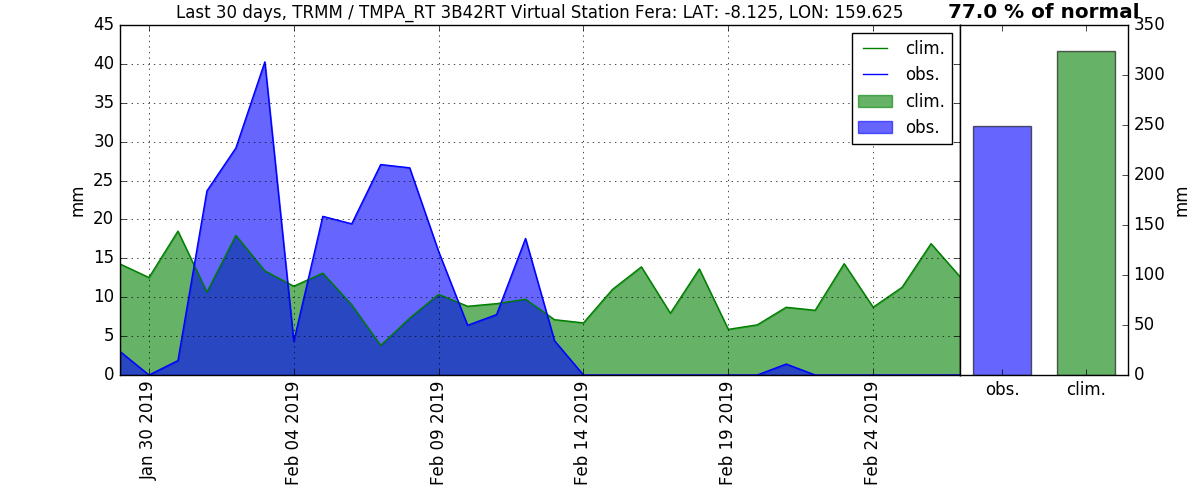 Last 30 days, TRMM / TMPA_RT 3B42RT Virtual Station Fera: LAT: -8.125, LON: 159.625
77.0 % of normal
45
40
35
30
25
20
15
10
5
0
mm
clim.
obs.
clim.
obs.
Jan 30 2019
Feb 04 2019
Feb 09 2019
Feb 14 2019
Feb 19 2019
Feb 24 2019
350
300
250
200
150
100
50
0
mm
obs.
clim.